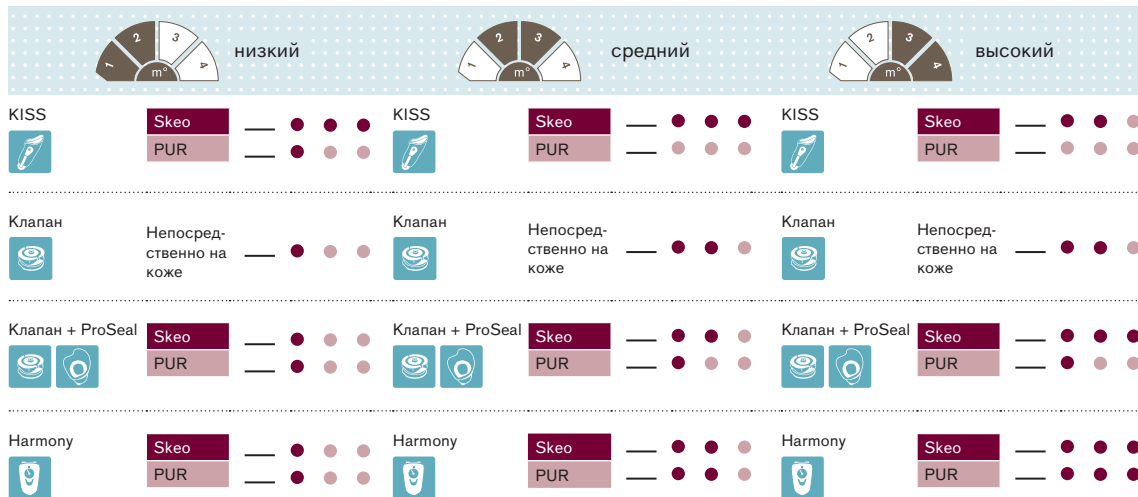 1 2 3 4 m° низкий
1 2 3 4 m° средний
1 2 3 4 m° высокий
KISS Skeo KISS Skeo KISS Skeo
PUR PUR PUR
Клапан Клапан Клапан
Непосред- Непосред- Непосред-
ственно на ственно на ственно на
коже коже коже
Клапан + ProSeal Skeo Клапан + ProSeal Skeo Клапан + ProSeal Skeo
PUR PUR PUR
Harmony Skeo Harmony Skeo Harmony Skeo
PUR PUR PUR